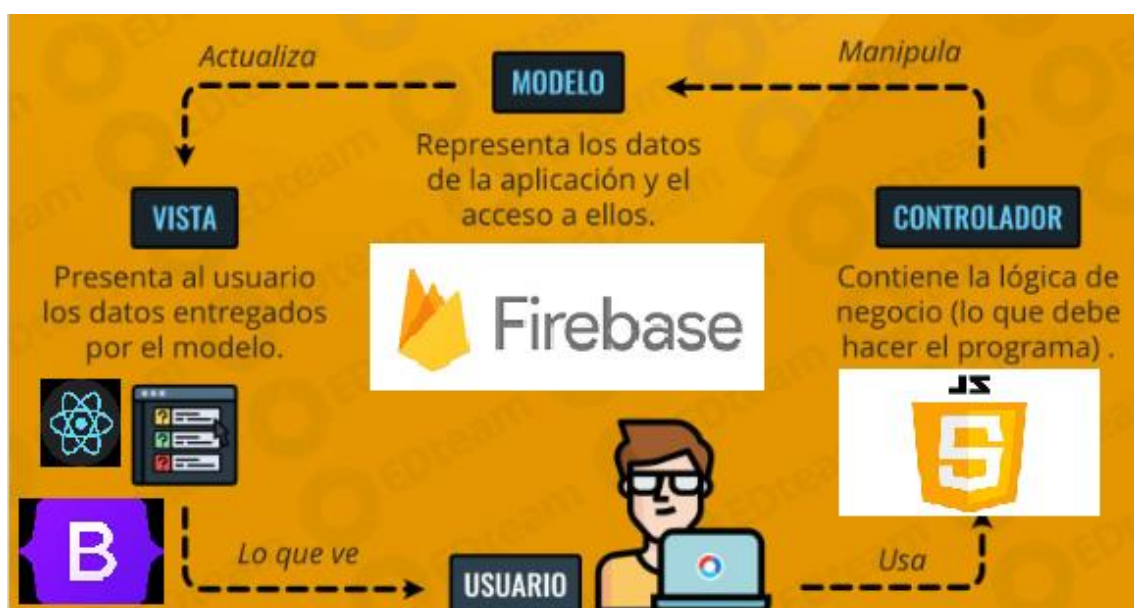 Actualiza
MODELO
Manipula
Representa los datos
de la aplicación y el
acceso a ellos.
VISTA
Presenta al usuario
los datos entregados
por el modelo.
CONTROLADOR
Contiene la lógica de
negocio (lo que debe
hacer el programa) .
Firebase
JS
B
Lo que ve
USUARIO
Usa
EDteam